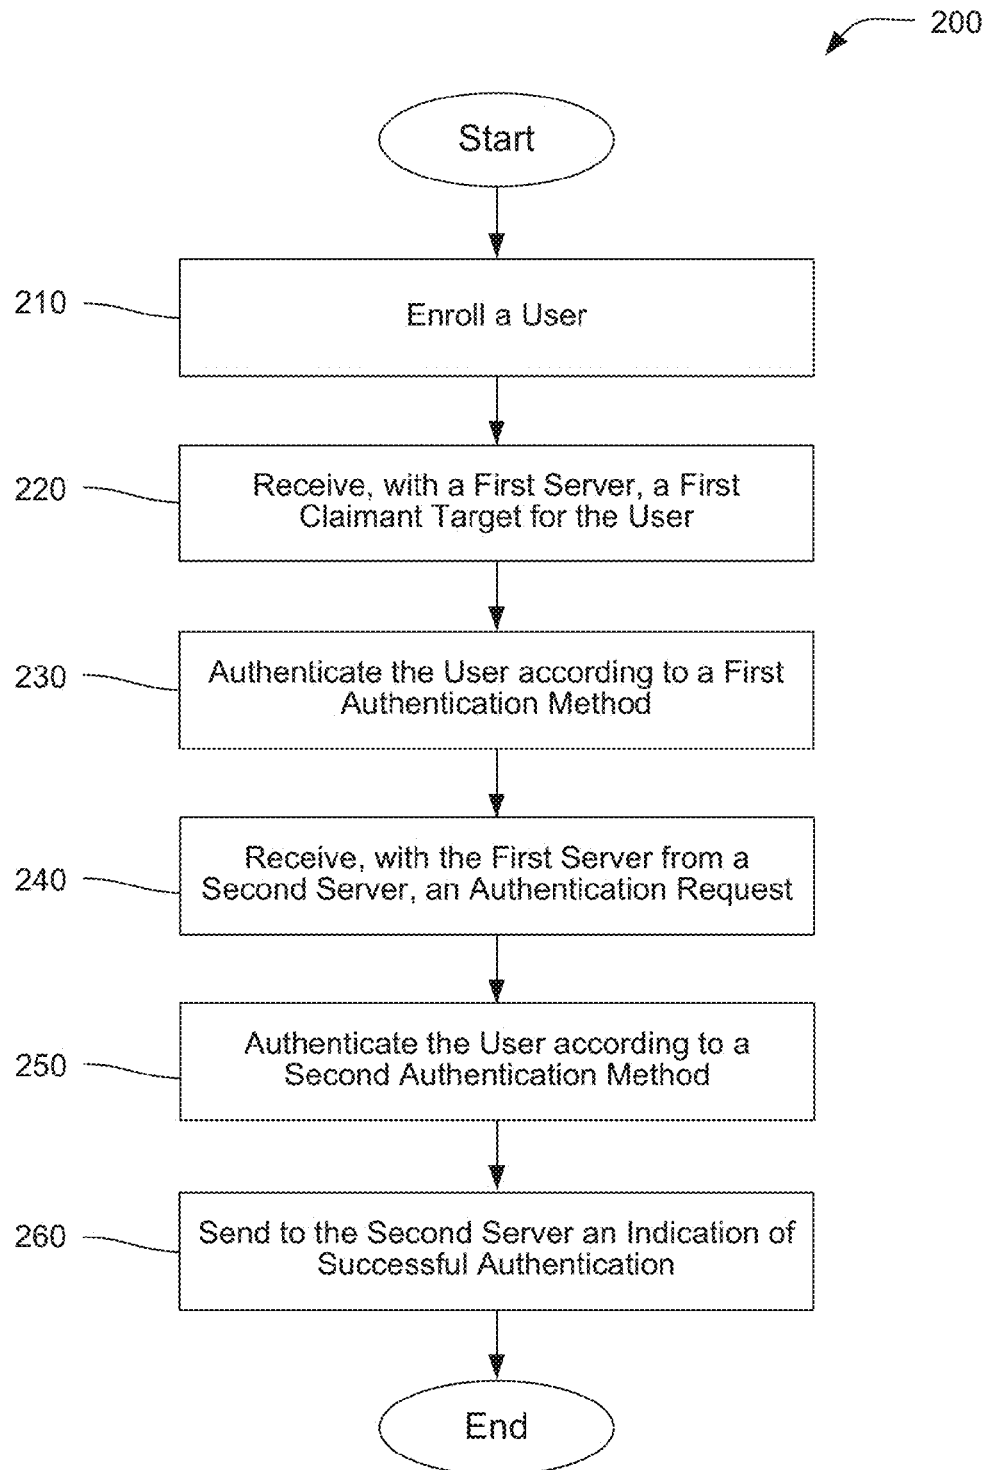 200
Start
210
Enroll a User
220
Receive, with a First Server, a First
Claimant Target for the User
230
Authenticate the User according to a First
Authentication Method
240
Receive, with the First Server from a
Second Server, an Authentication Request
250
Authenticate the User according to a
Second Authentication Method
260
Send to the Second Server an Indication of
Successful Authentication
End